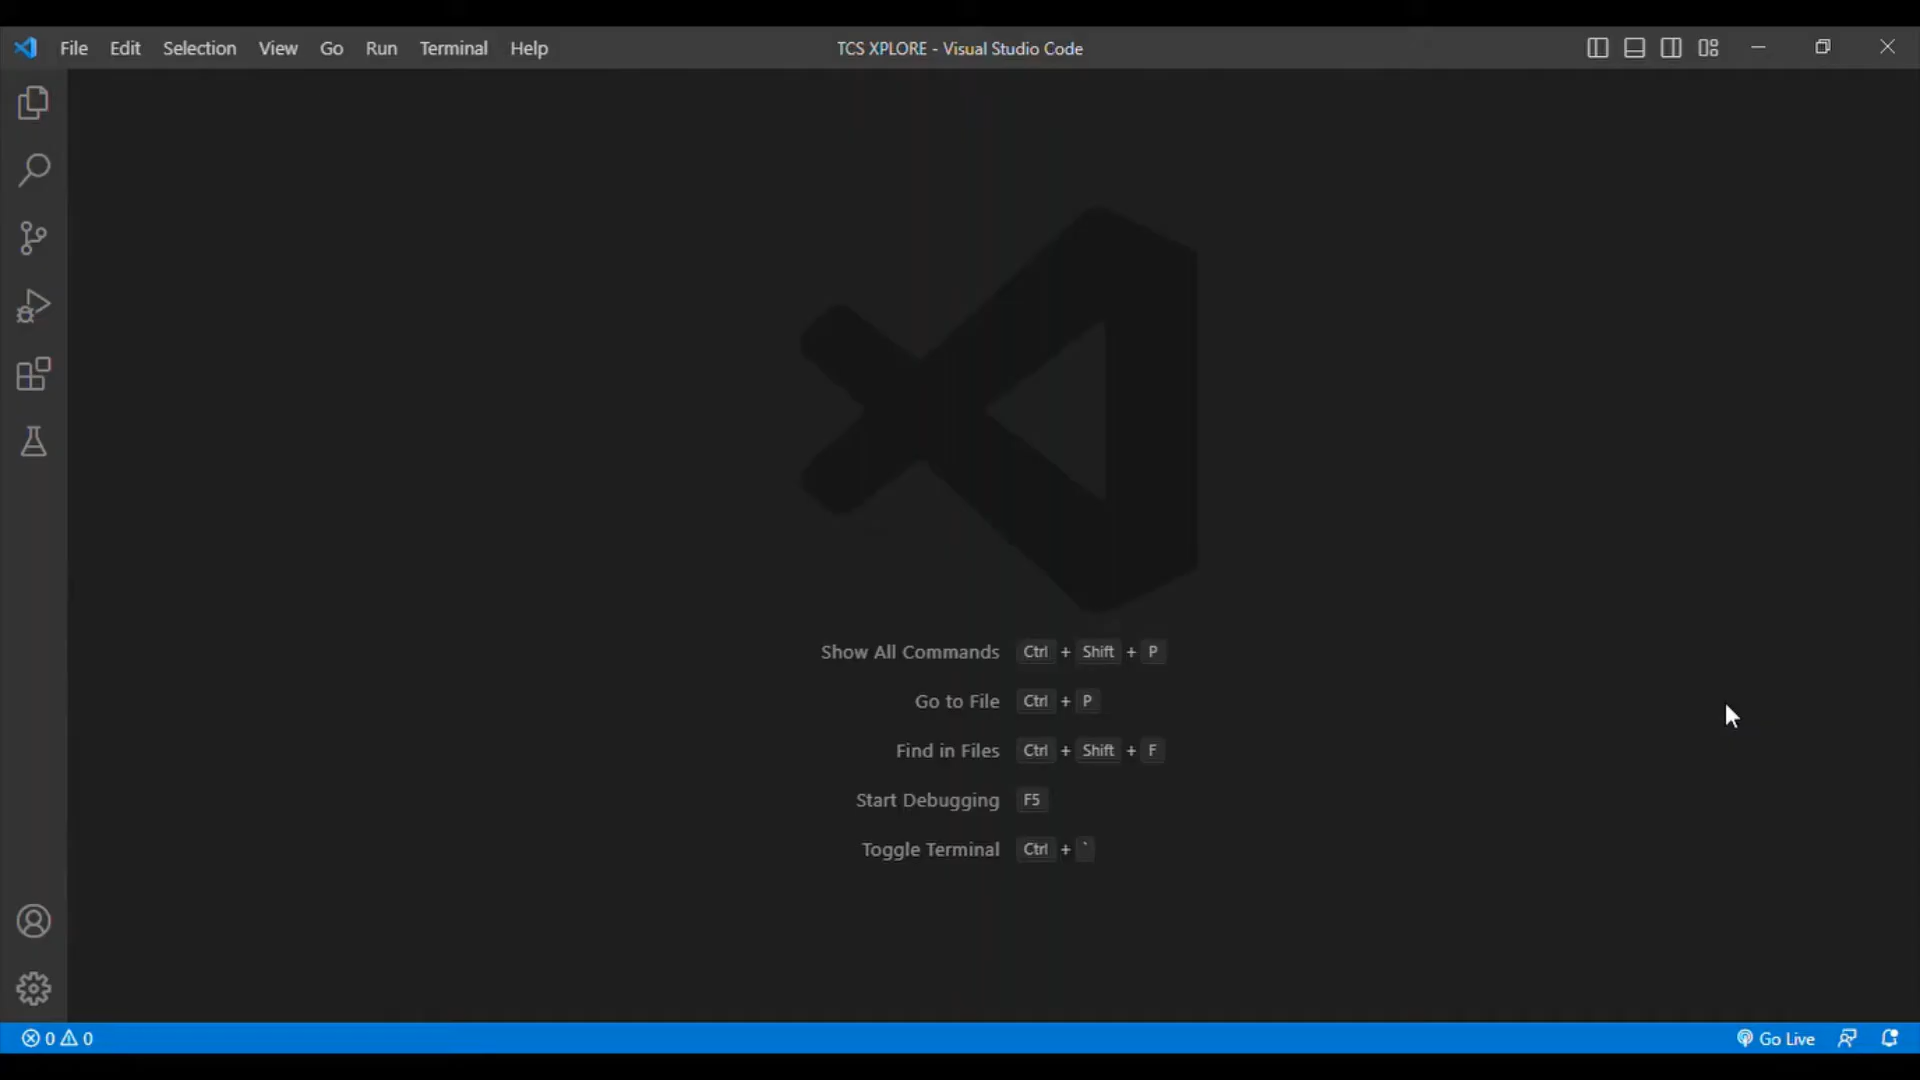 File Edit Selection View Go Run Terminal Help TCS XPLORE - Visual Studio Code
Show All Commands Ctrl + Shift + P
Go to File Ctrl + P
Find in Files Ctrl + Shift + F
Start Debugging F5
Toggle Terminal Ctrl + `
0 0 Go Live